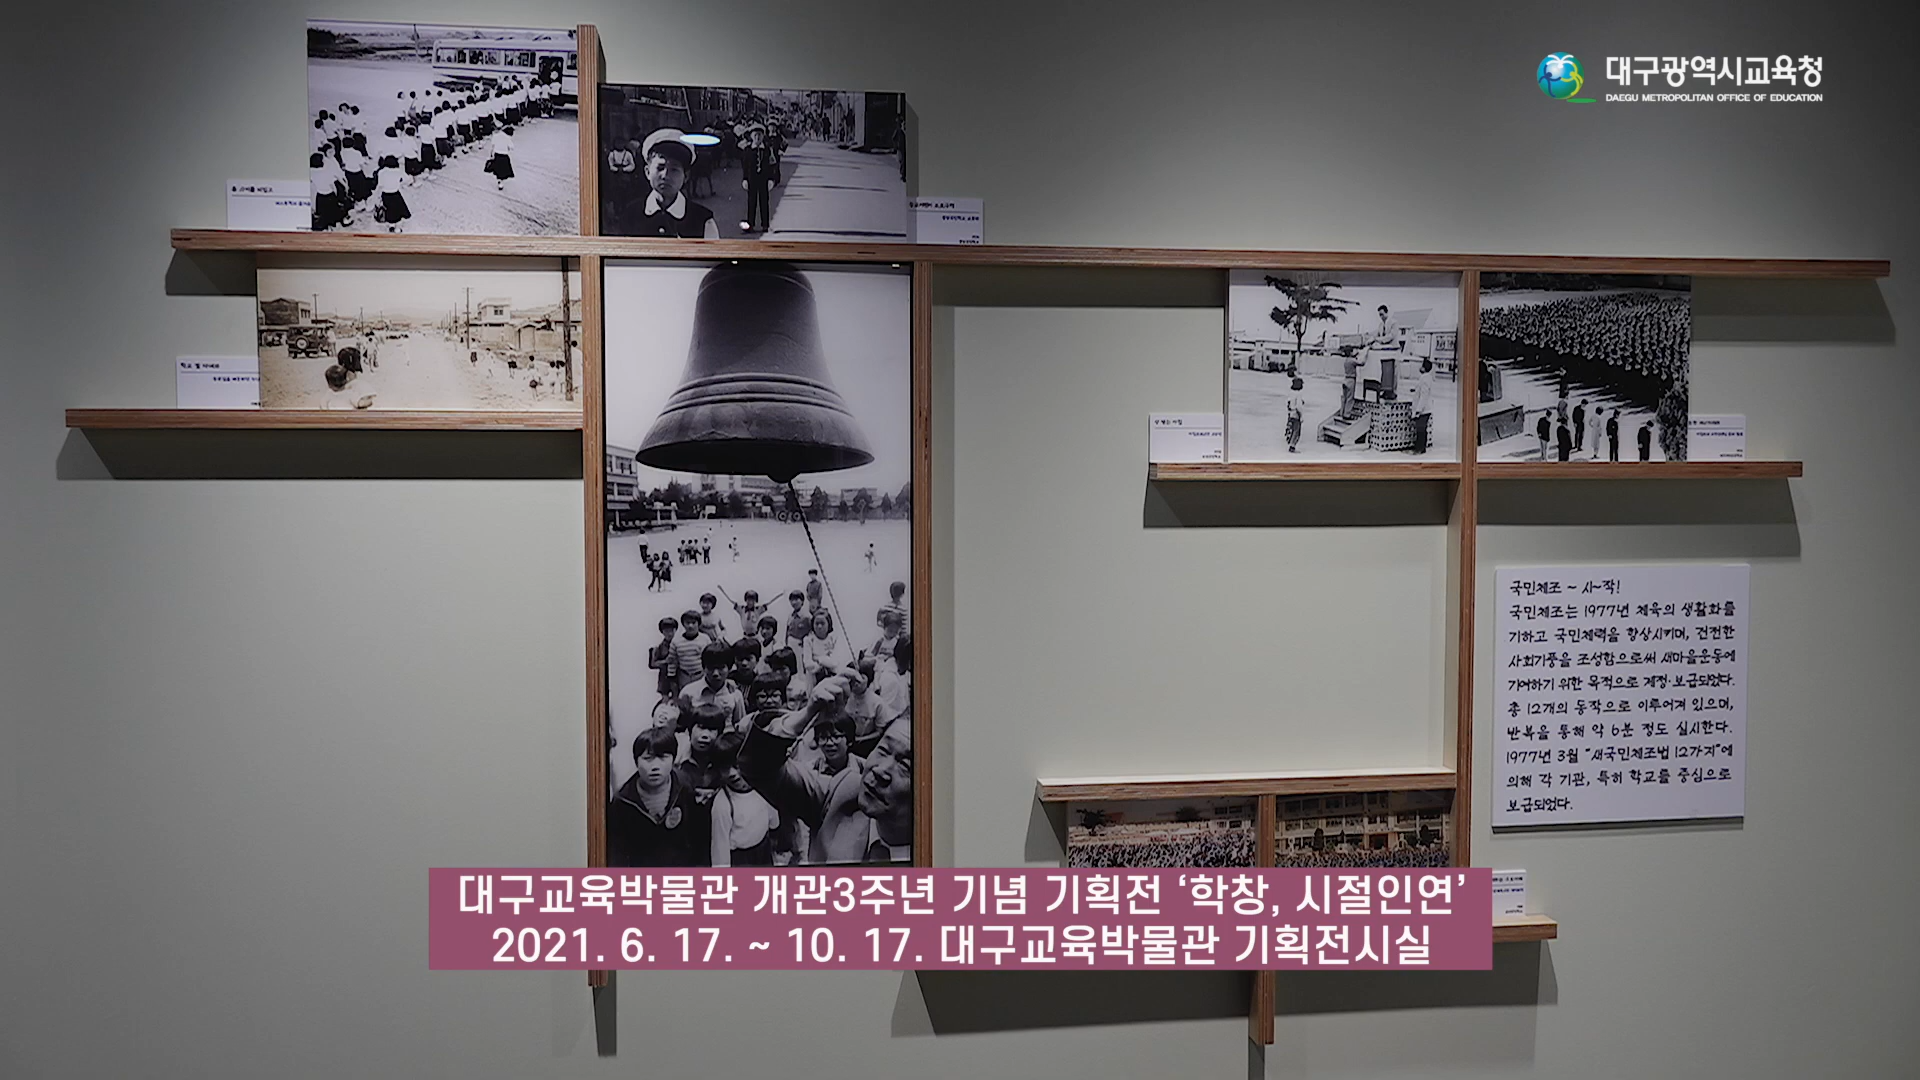 대구광역시교육청
DAEGU METROPOLITAN OFFICE OF EDUCATION
국민체조 ~ 시~작!
국민체조는 1977년 체육의 생활화를
기하고 국민체력을 향상시키며, 건전한
사회기풍을 조성함으로써 새마을운동에
기여하기 위한 목적으로 제정·보급되었다.
총 12개의 동작으로 이루어져 있으며,
반복을 통해 약 6분 정도 실시한다.
1977년 3월 "새국민체조법 12가지"에
의해 각 기관, 특히 학교를 중심으로
보급되었다.
대구교육박물관 개관3주년 기념 기획전 ‘학창, 시절인연’
2021. 6. 17. ~ 10. 17. 대구교육박물관 기획전시실